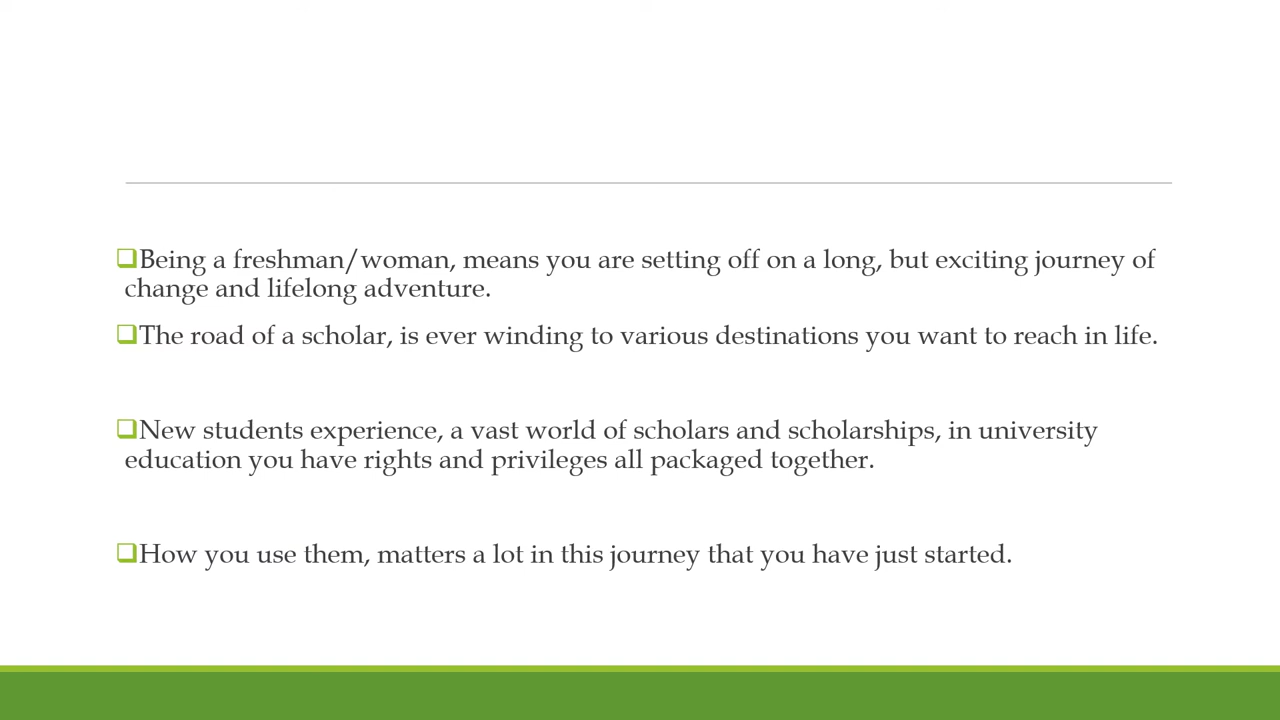 ❑Being a freshman/woman, means you are setting off on a long, but exciting journey of
change and lifelong adventure.
❑The road of a scholar, is ever winding to various destinations you want to reach in life.
❑New students experience, a vast world of scholars and scholarships, in university
education you have rights and privileges all packaged together.
❑How you use them, matters a lot in this journey that you have just started.